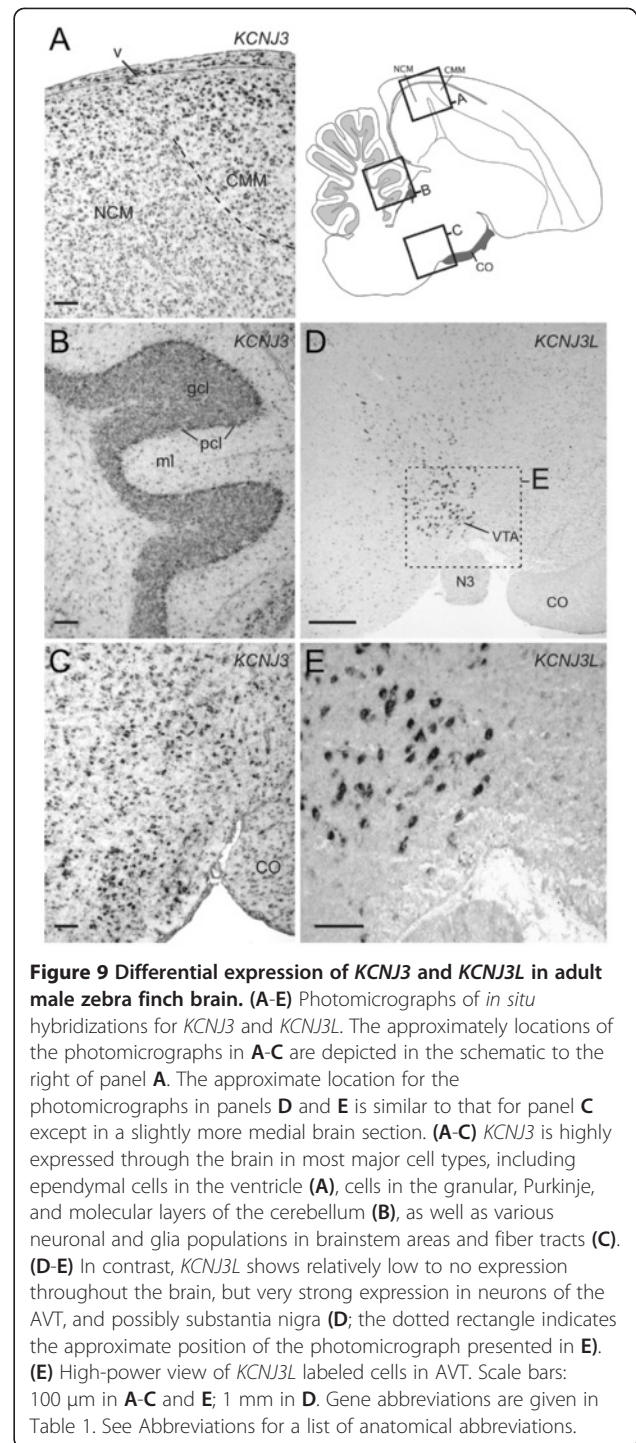 A
KCNJ3
v
NCM
CMM
NCM
CMM
A
B
C
CO
B
KCNJ3
gcl
pcl
ml
D
KCNJ3L
E
VTA
N3
CO
C
KCNJ3
CO
E
KCNJ3L
Figure 9 Differential expression of KCNJ3 and KCNJ3L in adult
male zebra finch brain. (A-E) Photomicrographs of in situ
hybridizations for KCNJ3 and KCNJ3L. The approximately locations of
the photomicrographs in A-C are depicted in the schematic to the
right of panel A. The approximate location for the
photomicrographs in panels D and E is similar to that for panel C
except in a slightly more medial brain section. (A-C) KCNJ3 is highly
expressed through the brain in most major cell types, including
ependymal cells in the ventricle (A), cells in the granular, Purkinje,
and molecular layers of the cerebellum (B), as well as various
neuronal and glia populations in brainstem areas and fiber tracts (C).
(D-E) In contrast, KCNJ3L shows relatively low to no expression
throughout the brain, but very strong expression in neurons of the
AVT, and possibly substantia nigra (D; the dotted rectangle indicates
the approximate position of the photomicrograph presented in E).
(E) High-power view of KCNJ3L labeled cells in AVT. Scale bars:
100 μm in A-C and E; 1 mm in D. Gene abbreviations are given in
Table 1. See Abbreviations for a list of anatomical abbreviations.